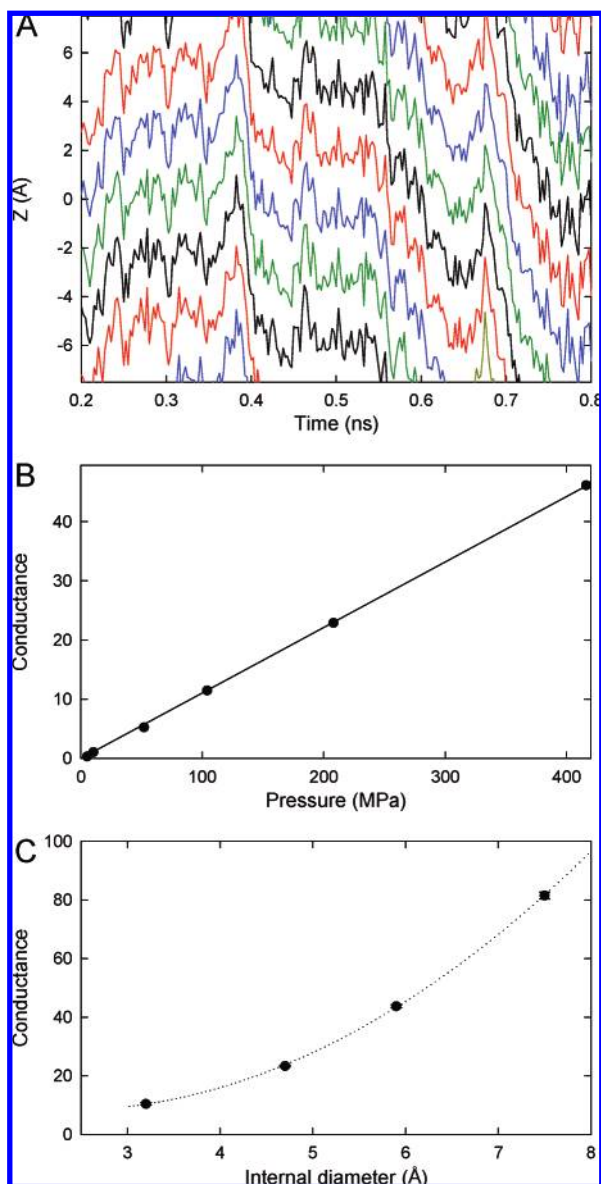 A
6
4
2
0
-2
-4
-6
Z (Å)
0.2 0.3 0.4 0.5 0.6 0.7 0.8
Time (ns)
B
40
30
20
10
0
Conductance
0 100 200 300 400
Pressure (MPa)
C
100
80
60
40
20
0
Conductance
3 4 5 6 7 8
Internal diameter (Å)